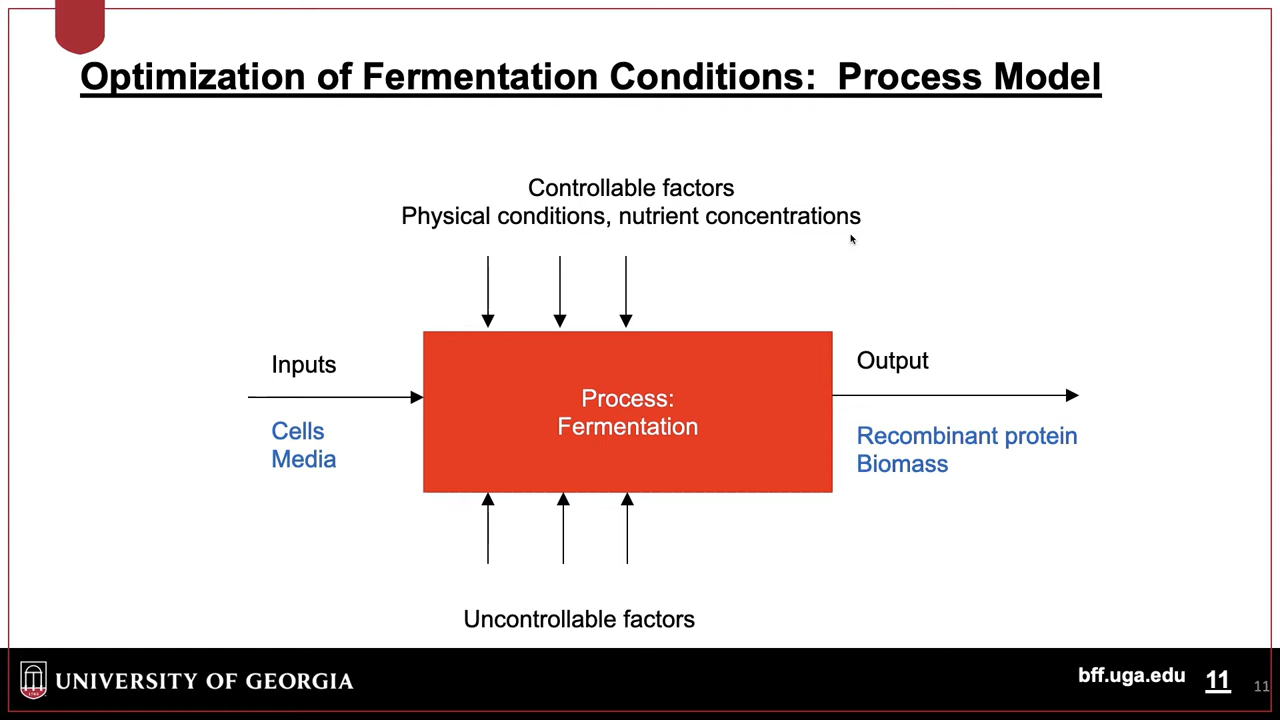 Optimization of Fermentation Conditions:  Process Model
Controllable factors
Physical conditions, nutrient concentrations
Inputs
Cells
Media
Process:
Fermentation
Output
Recombinant protein
Biomass
Uncontrollable factors
UNIVERSITY OF GEORGIA
bff.uga.edu
11
11